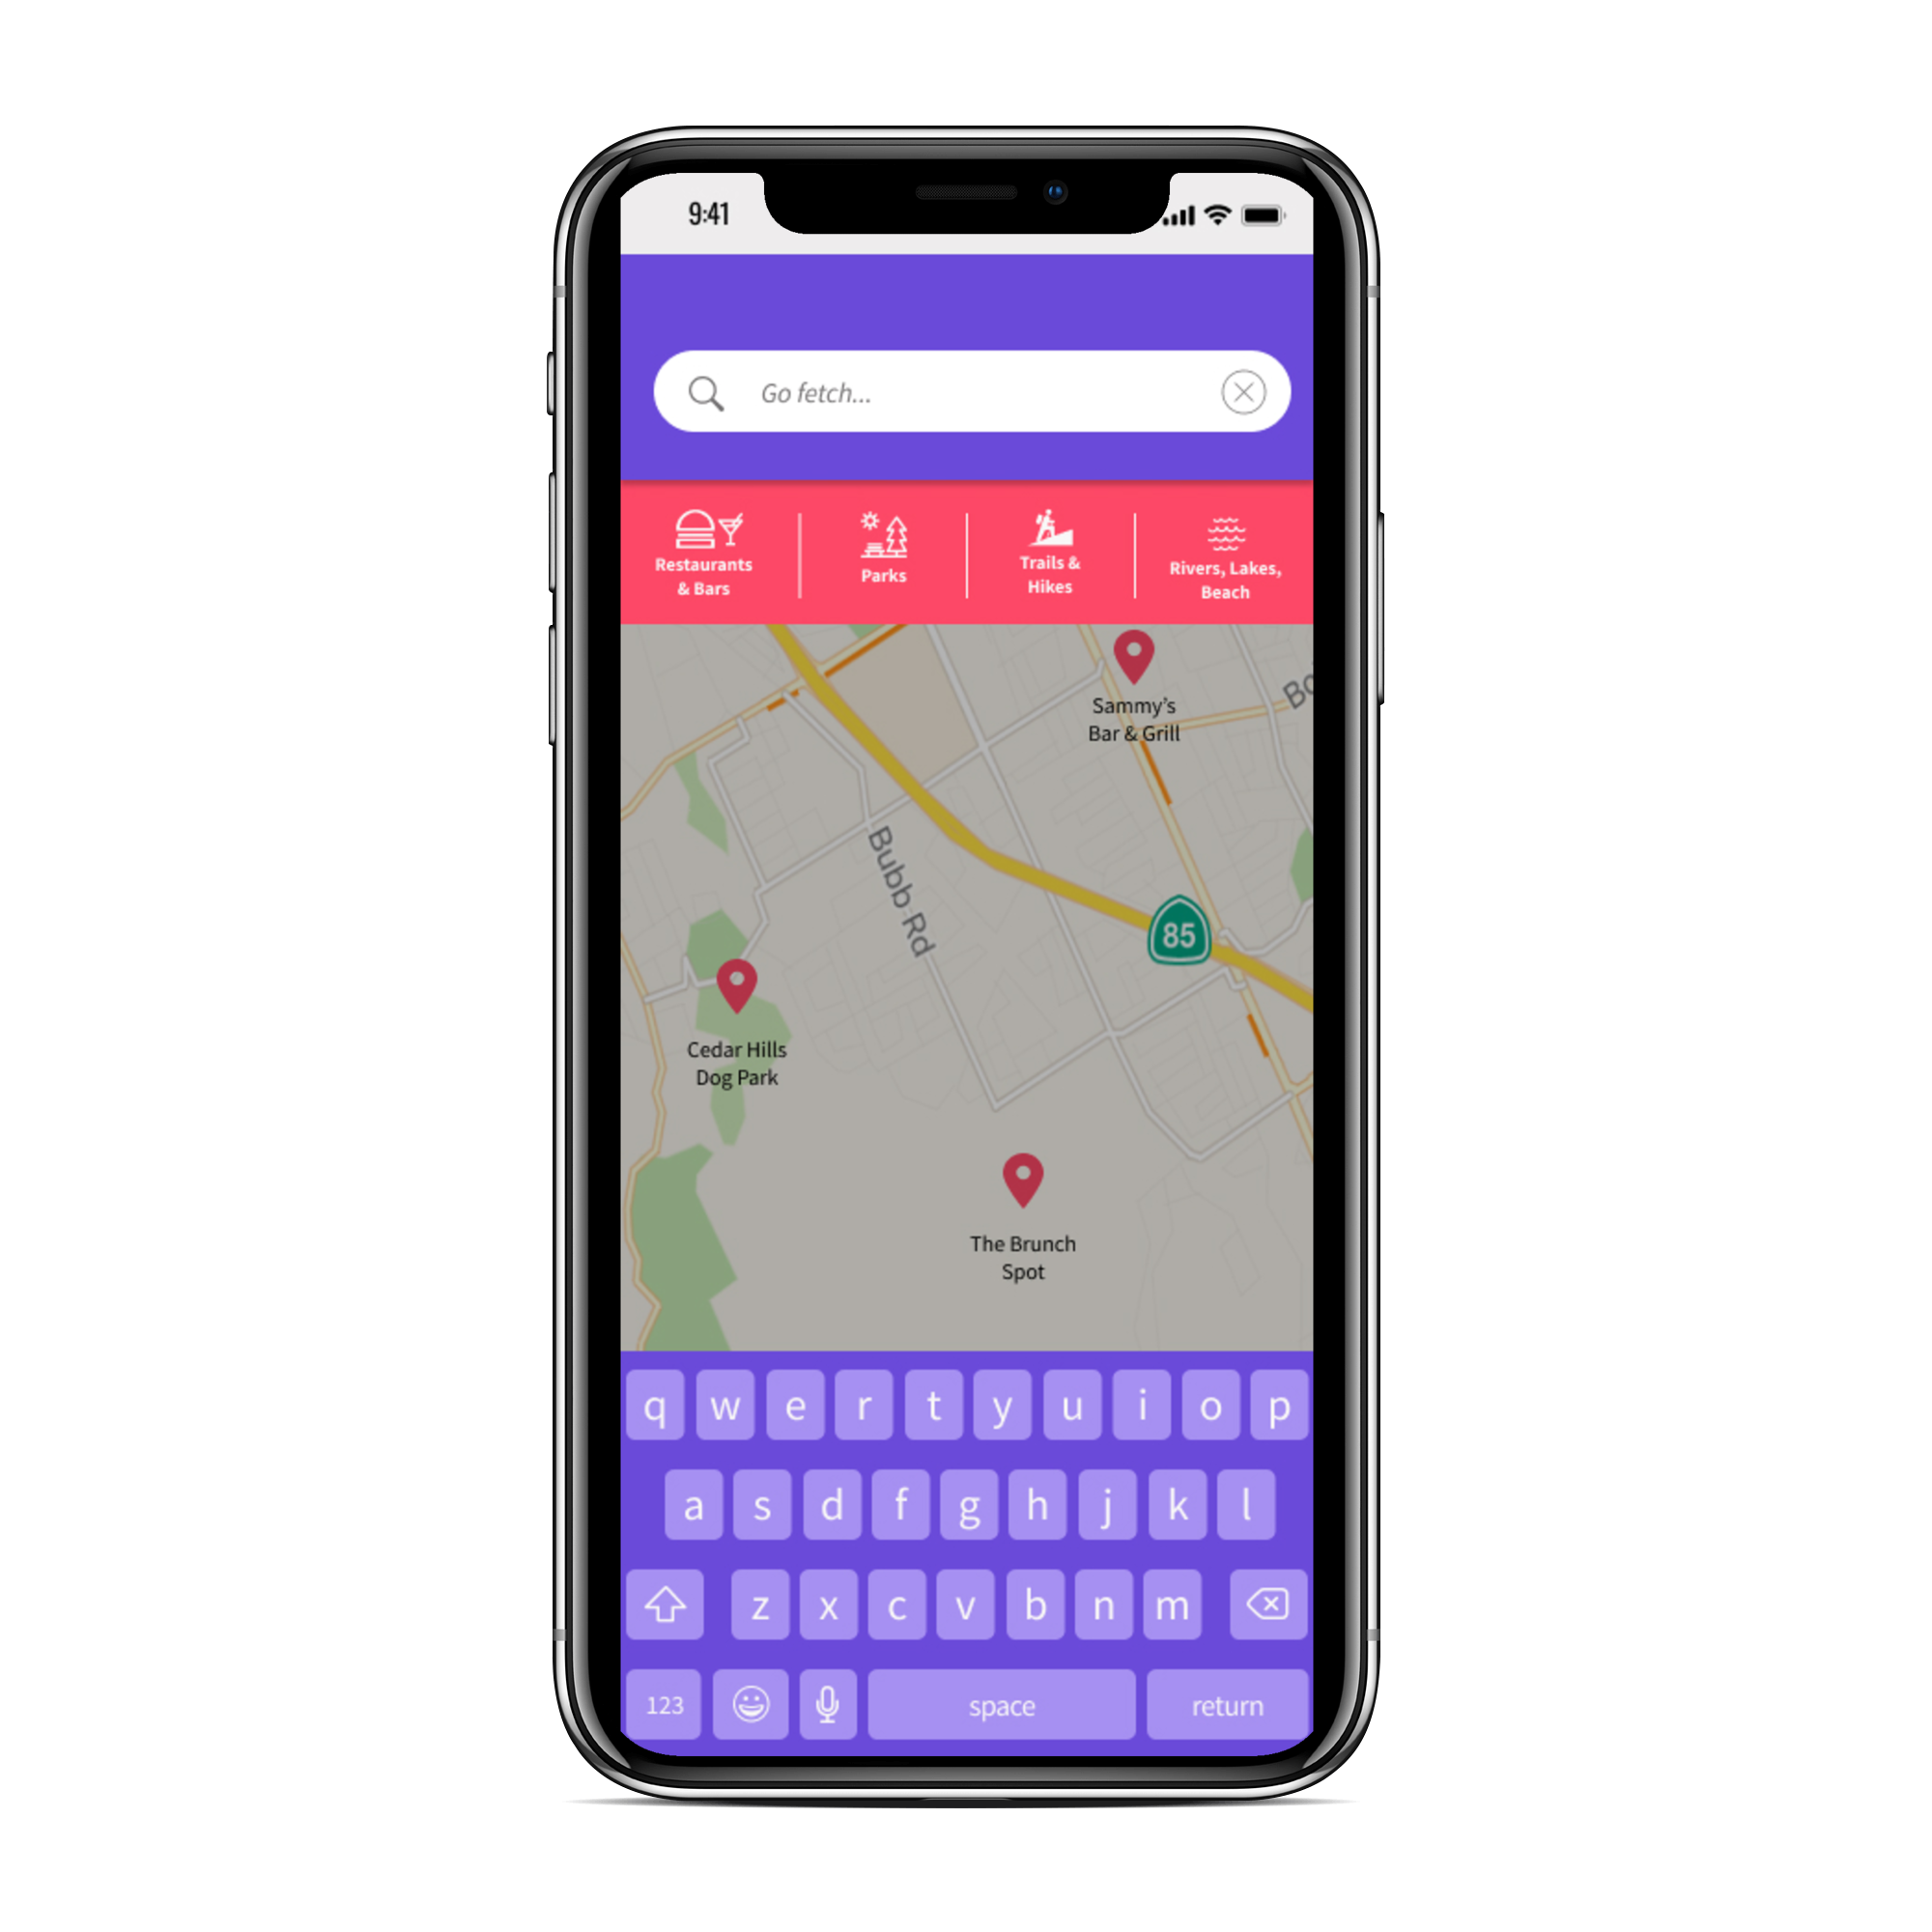 9:41
Go fetch...
Restaurants
& Bars
Parks
Trails &
Hikes
Rivers, Lakes,
Beach
Sammy's
Bar & Grill
Bubb Rd
85
Cedar Hills
Dog Park
The Brunch
Spot
q w e r t y u i o p
a s d f g h j k l
z x c v b n m
123 space return